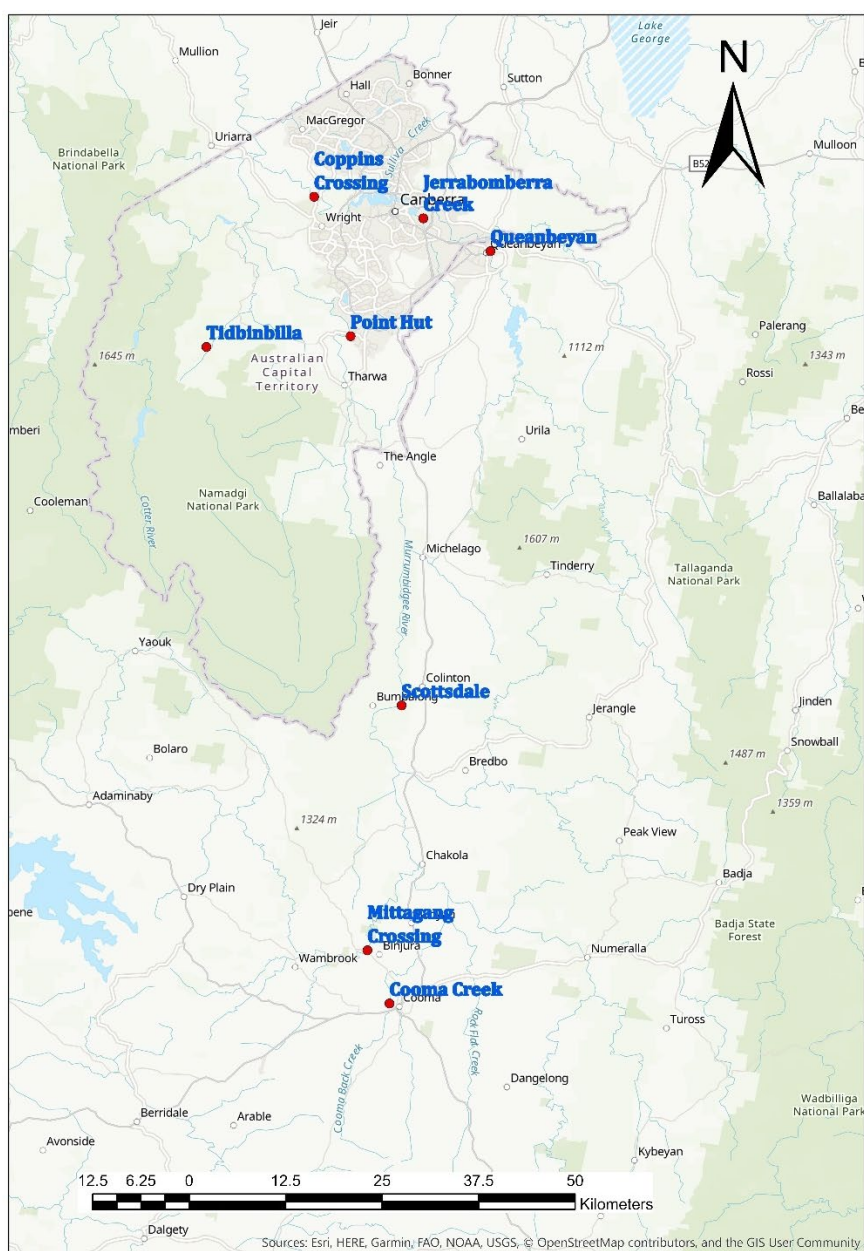 Jeir
Lake
George
Mullion
Bonner
Hall
Sutton
N
MacGregor
Sulliva Creek
Uriarra
Brindabella
National Park
Mulloon
B52
Coppins
Crossing
Jerrabomberra
Creek
Canberra
Wright
Queanbeyan
Queanbeyan
Point Hut
Tidbinbilla
Palerang
1112 m
1343 m
1645 m
Australian
Capital
Territory
Tharwa
Rossi
Be
mberi
Urila
The Angle
Namadgi
National Park
Cooleman
Cotter River
Ballalaba
Murrumbidgee River
Michelago
1607 m
Tinderry
Tallaganda
National Park
Yaouk
Colinton
Scottsdale
Jerangle
Jinden
Snowball
Bolaro
Bredbo
1487 m
Adaminaby
1324 m
1359 m
Peak View
Chakola
Badja
Dry Plain
bene
Mittagang
Crossing
Badja State
Forest
Binjura
Numeralla
Wambrook
Cooma Creek
Cooma
Rock Flat Creek
Tuross
Cooma Back Creek
Dangelong
Wadbilliga
National Park
Berridale
Arable
Avonside
Kybeyan
12.5 6.25 0 12.5 25 37.5 50
Kilometers
Dalgety
Sources: Esri, HERE, Garmin, FAO, NOAA, USGS, © OpenStreetMap contributors, and the GIS User Community